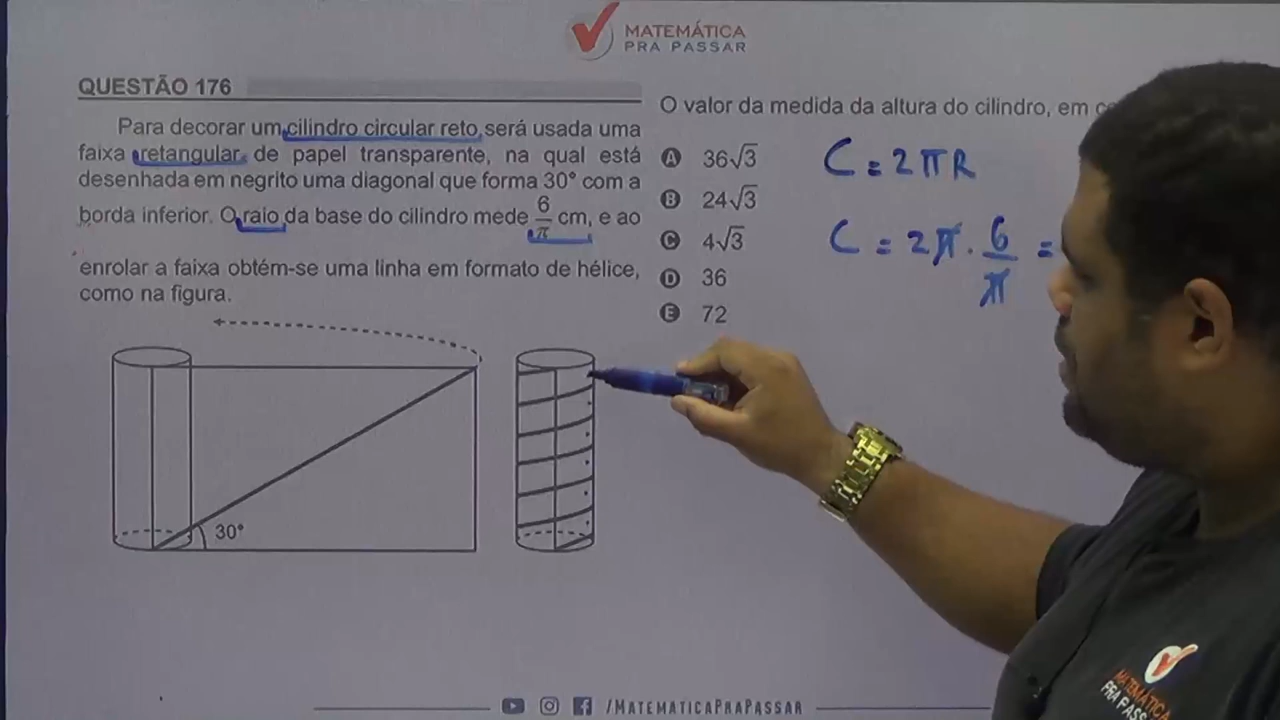 MATEMÁTICA
PRA PASSAR
QUESTÃO 176
Para decorar um cilindro circular reto será usada uma
faixa retangular de papel transparente, na qual está
desenhada em negrito uma diagonal que forma 30° com a
borda inferior. O raio da base do cilindro mede 6/π cm, e ao
enrolar a faixa obtém-se uma linha em formato de hélice,
como na figura.
30°
O valor da medida da altura do cilindro, em
A 36√3
B 24√3
C 4√3
D 36
E 72
C = 2πR
C = 2π · 6/π =
MATEMÁTICA
PRA PASS
/MATEMATICAPRAPASSAR